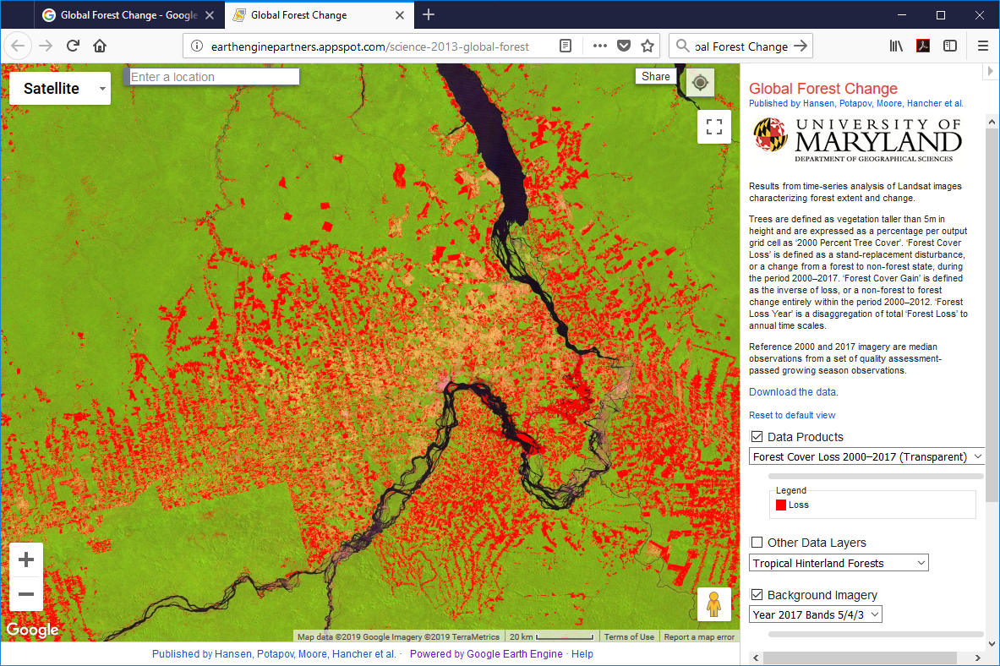 Global Forest Change - Google
Global Forest Change
earthenginepartners.appspot.com/science-2013-global-forest
bal Forest Change
Satellite
Enter a location
Share
Global Forest Change
Published by Hansen, Potapov, Moore, Hancher et al.
UNIVERSITY OF
MARYLAND
DEPARTMENT OF GEOGRAPHICAL SCIENCES
Results from time-series analysis of Landsat images
characterizing forest extent and change.
Trees are defined as vegetation taller than 5m in
height and are expressed as a percentage per output
grid cell as ‘2000 Percent Tree Cover’. ‘Forest Cover
Loss’ is defined as a stand-replacement disturbance,
or a change from a forest to non-forest state, during
the period 2000–2017. ‘Forest Cover Gain’ is defined
as the inverse of loss, or a non-forest to forest
change entirely within the period 2000–2012. ‘Forest
Loss Year’ is a disaggregation of total ‘Forest Loss’ to
annual time scales.
Reference 2000 and 2017 imagery are median
observations from a set of quality assessment-
passed growing season observations.
Download the data.
Reset to default view
Data Products
Forest Cover Loss 2000–2017 (Transparent)
Legend
Loss
Other Data Layers
Tropical Hinterland Forests
Background Imagery
Year 2017 Bands 5/4/3
Google
Map data ©2019 Google Imagery ©2019 TerraMetrics
20 km
Terms of Use
Report a map error
Published by Hansen, Potapov, Moore, Hancher et al. · Powered by Google Earth Engine · Help